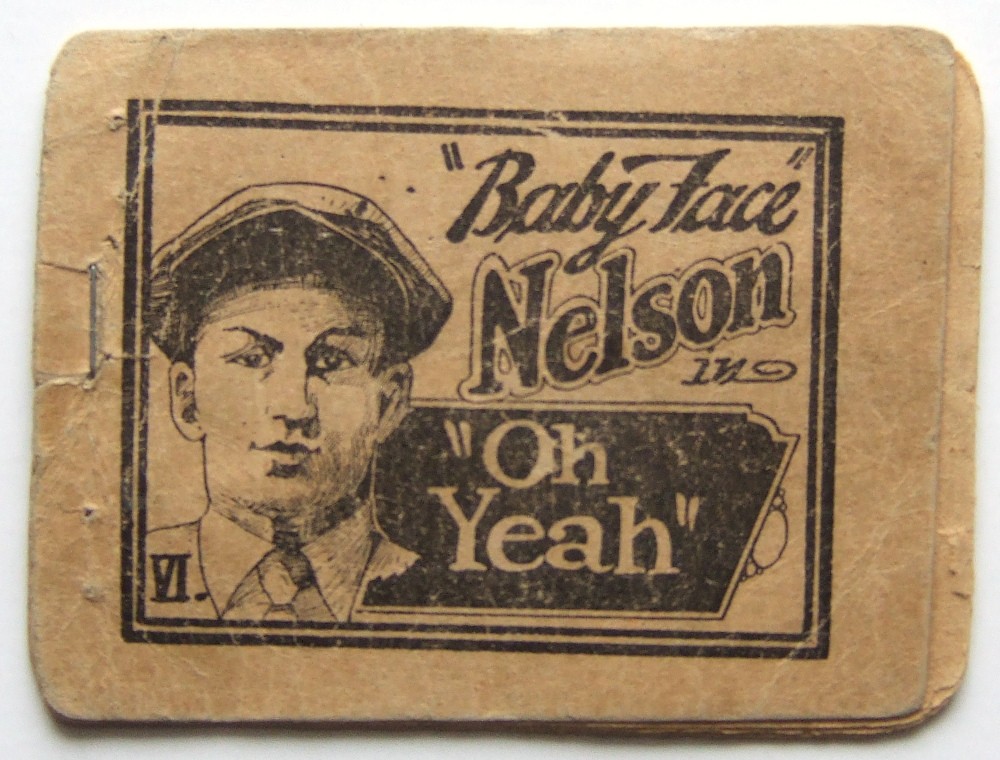 "Baby Face"
Nelson
in
"Oh
Yeah"
VI.